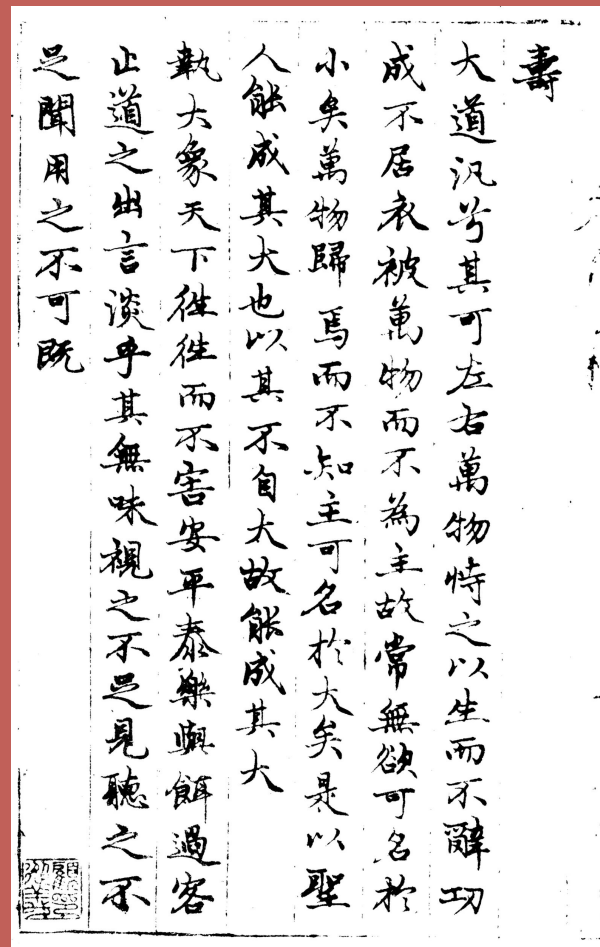 壽
大道汎兮其可左右萬物恃之以生而不辭功
成不居衣被萬物而不為主故常無欲可名於
小矣萬物歸焉而不知主可名於大矣是以聖
人能成其大也以其不自大故能成其大
執大象天下徃徃而不害安平泰樂與餌過客
止道之出言淡乎其無味視之不足見聽之不
足聞用之不可既